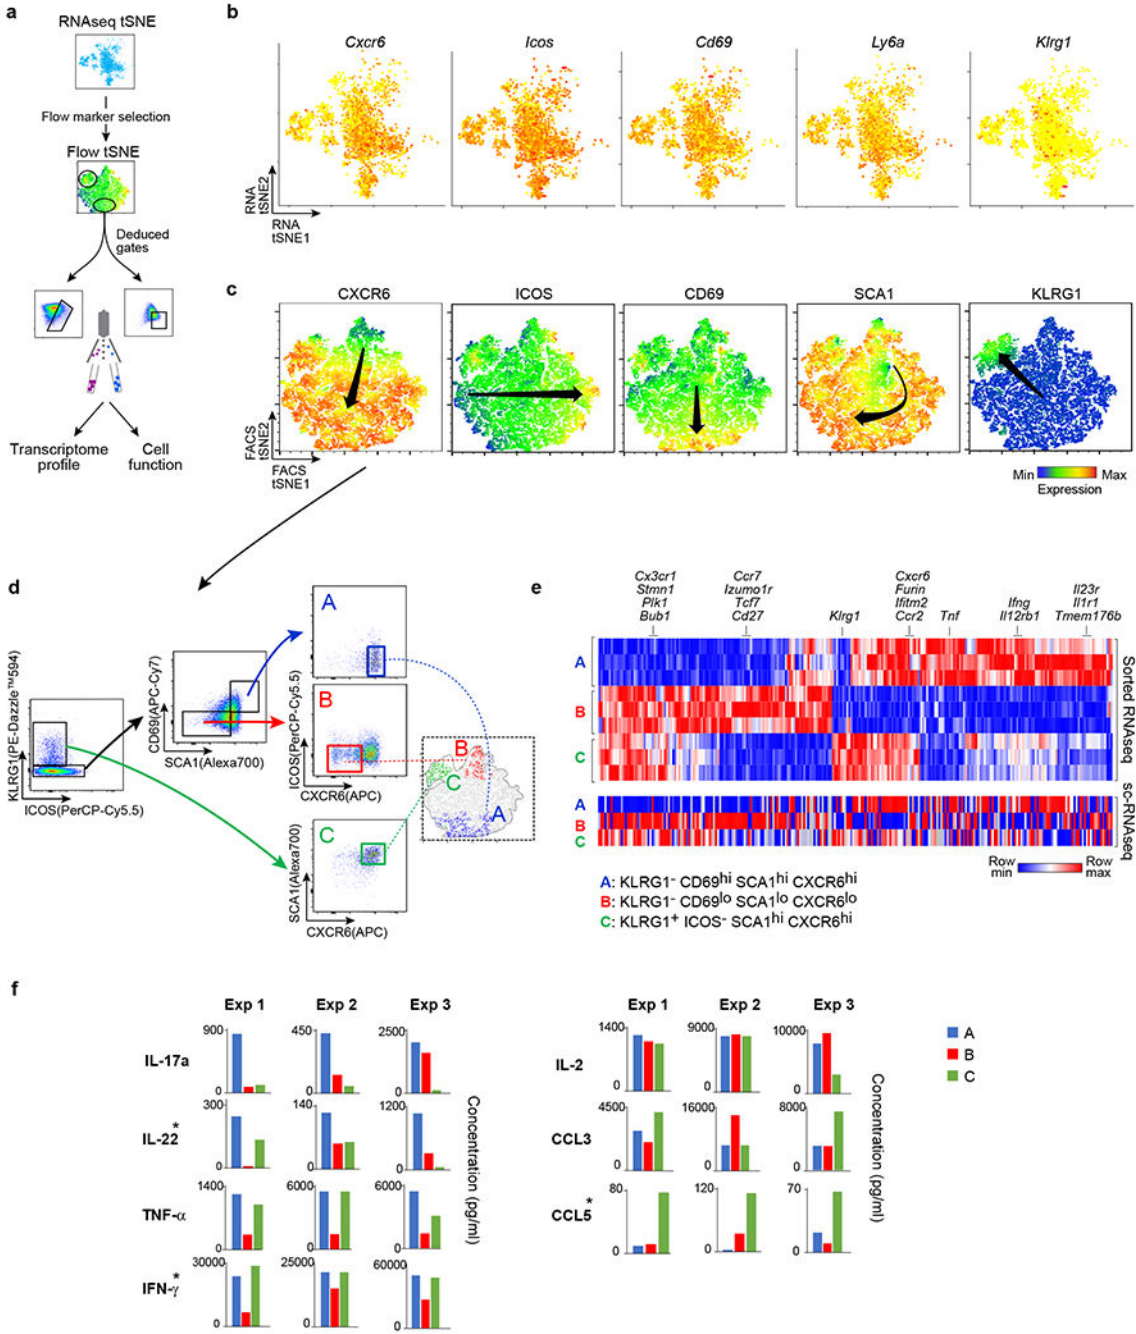 a
RNAseq tSNE
Flow marker selection
Flow tSNE
Deduced
gates
Transcriptome
profile
Cell
function
b
Cxcr6
Icos
Cd69
Ly6a
Klrg1
RNA
tSNE2
RNA
tSNE1
c
CXCR6
ICOS
CD69
SCA1
KLRG1
FACS
tSNE2
FACS
tSNE1
Min
Max
Expression
d
KLRG1(PE-Dazzle™594)
ICOS(PerCP-Cy5.5)
CD69(APC-Cy7)
SCA1(Alexa700)
A
B
ICOS(PerCP-Cy5.5)
CXCR6(APC)
C
SCA1(Alexa700)
CXCR6(APC)
B
C
A
e
Cx3cr1
Stmn1
Plk1
Bub1
Ccr7
Izumo1r
Tcf7
Cd27
Klrg1
Cxcr6
Furin
Ifitm2
Ccr2
Tnf
Ifng
Il12rb1
Il23r
Il1r1
Tmem176b
A
B
C
Sorted RNAseq
A
B
C
sc-RNAseq
Row
min
Row
max
A: KLRG1- CD69hi SCA1hi CXCR6hi
B: KLRG1- CD69lo SCA1lo CXCR6lo
C: KLRG1+ ICOS- SCA1hi CXCR6hi
f
Exp 1 Exp 2 Exp 3
IL-17a
900
0
450
0
2500
0
IL-22*
300
0
140
0
1200
0
TNF-α
1400
0
6000
0
6000
0
IFN-γ*
30000
0
25000
0
60000
0
Concentration (pg/ml)
Exp 1 Exp 2 Exp 3
IL-2
1400
0
9000
0
10000
0
CCL3
4500
0
16000
0
8000
0
CCL5*
80
0
120
0
70
0
Concentration (pg/ml)
A
B
C